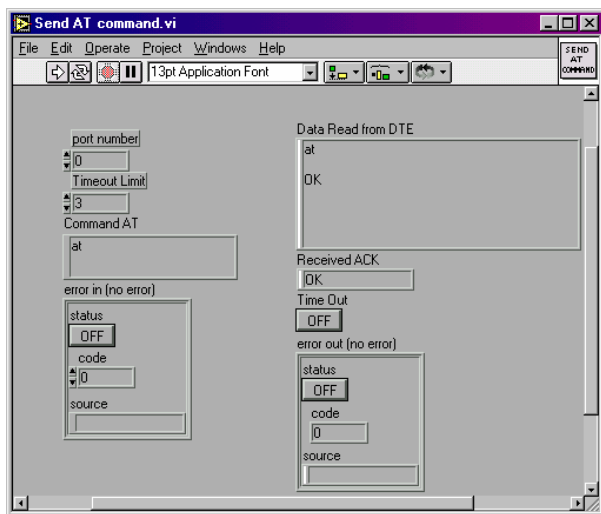 Send AT command.vi
File Edit Operate Project Windows Help
SEND
AT
COMMAND
13pt Application Font
port number
0
Timeout Limit
3
Command AT
at
error in (no error)
status
OFF
code
0
source
Data Read from DTE
at
OK
Received ACK
OK
Time Out
OFF
error out (no error)
status
OFF
code
0
source